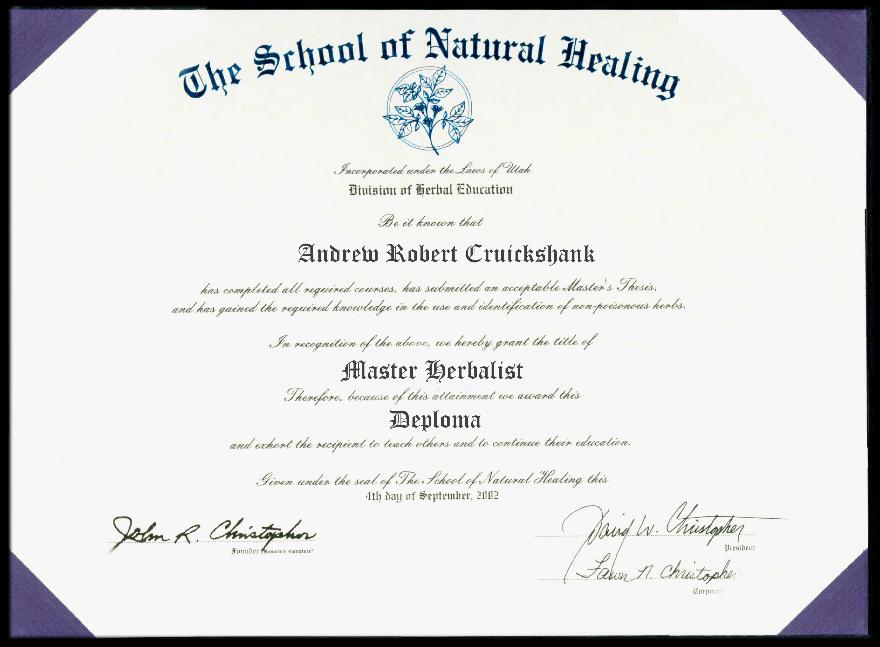 The School of Natural Healing
Incorporated under the Laws of Utah
Division of Herbal Education
Be it known that
Andrew Robert Cruickshank
has completed all required courses, has submitted an acceptable Master's Thesis,
and has gained the required knowledge in the use and identification of non-poisonous herbs.
In recognition of the above, we hereby grant the title of
Master Herbalist
Therefore, because of this attainment we award this
Deploma
and exhort the recipient to teach others and to continue their education.
Given under the seal of The School of Natural Healing this
4th day of September, 2002
John R. Christopher
David W. Christopher
Founder (Honorary signature)
President
Fawn N. Christopher